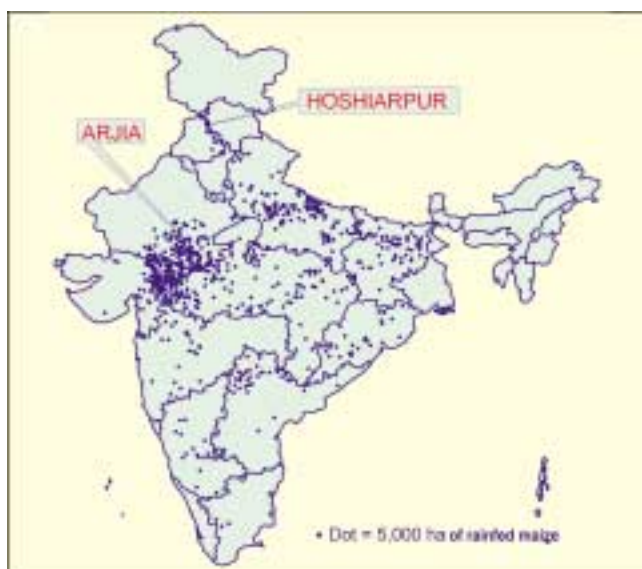 HOSHIARPUR
ARJIA
• Dot = 5,000 ha of rainfed maize